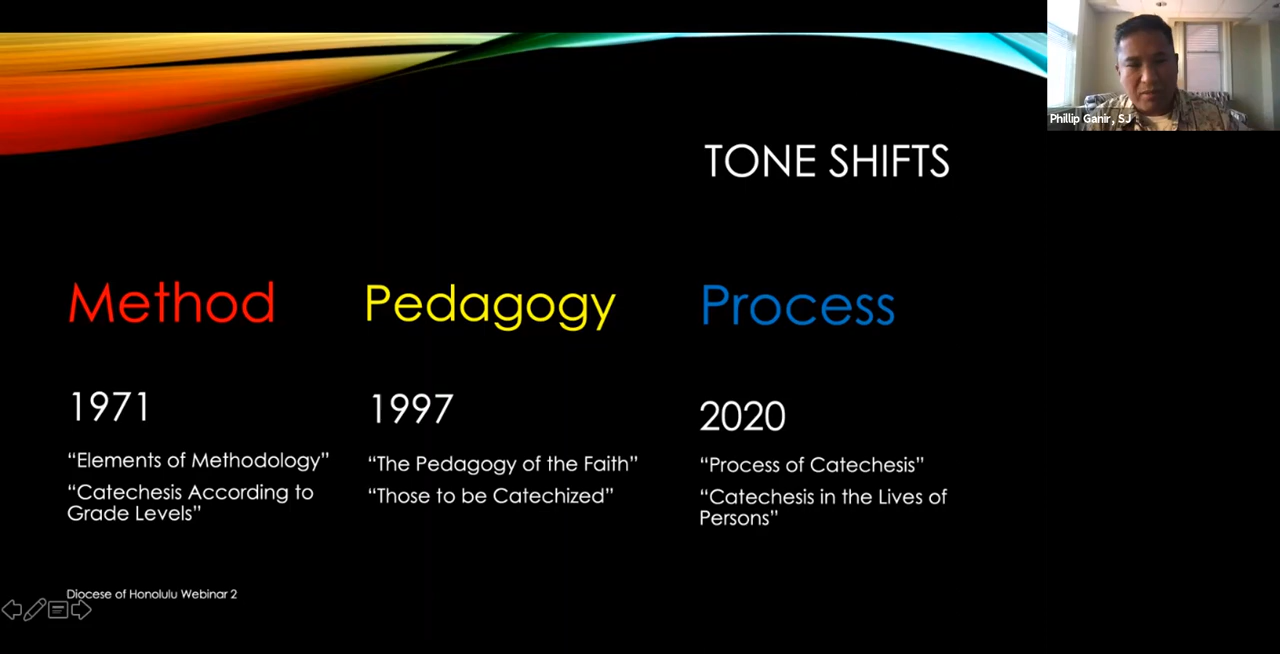 Phillip Ganir, SJ
TONE SHIFTS
Method
1971
“Elements of Methodology”
“Catechesis According to
Grade Levels”
Pedagogy
1997
“The Pedagogy of the Faith”
“Those to be Catechized”
Process
2020
“Process of Catechesis”
“Catechesis in the Lives of
Persons”
Diocese of Honolulu Webinar 2